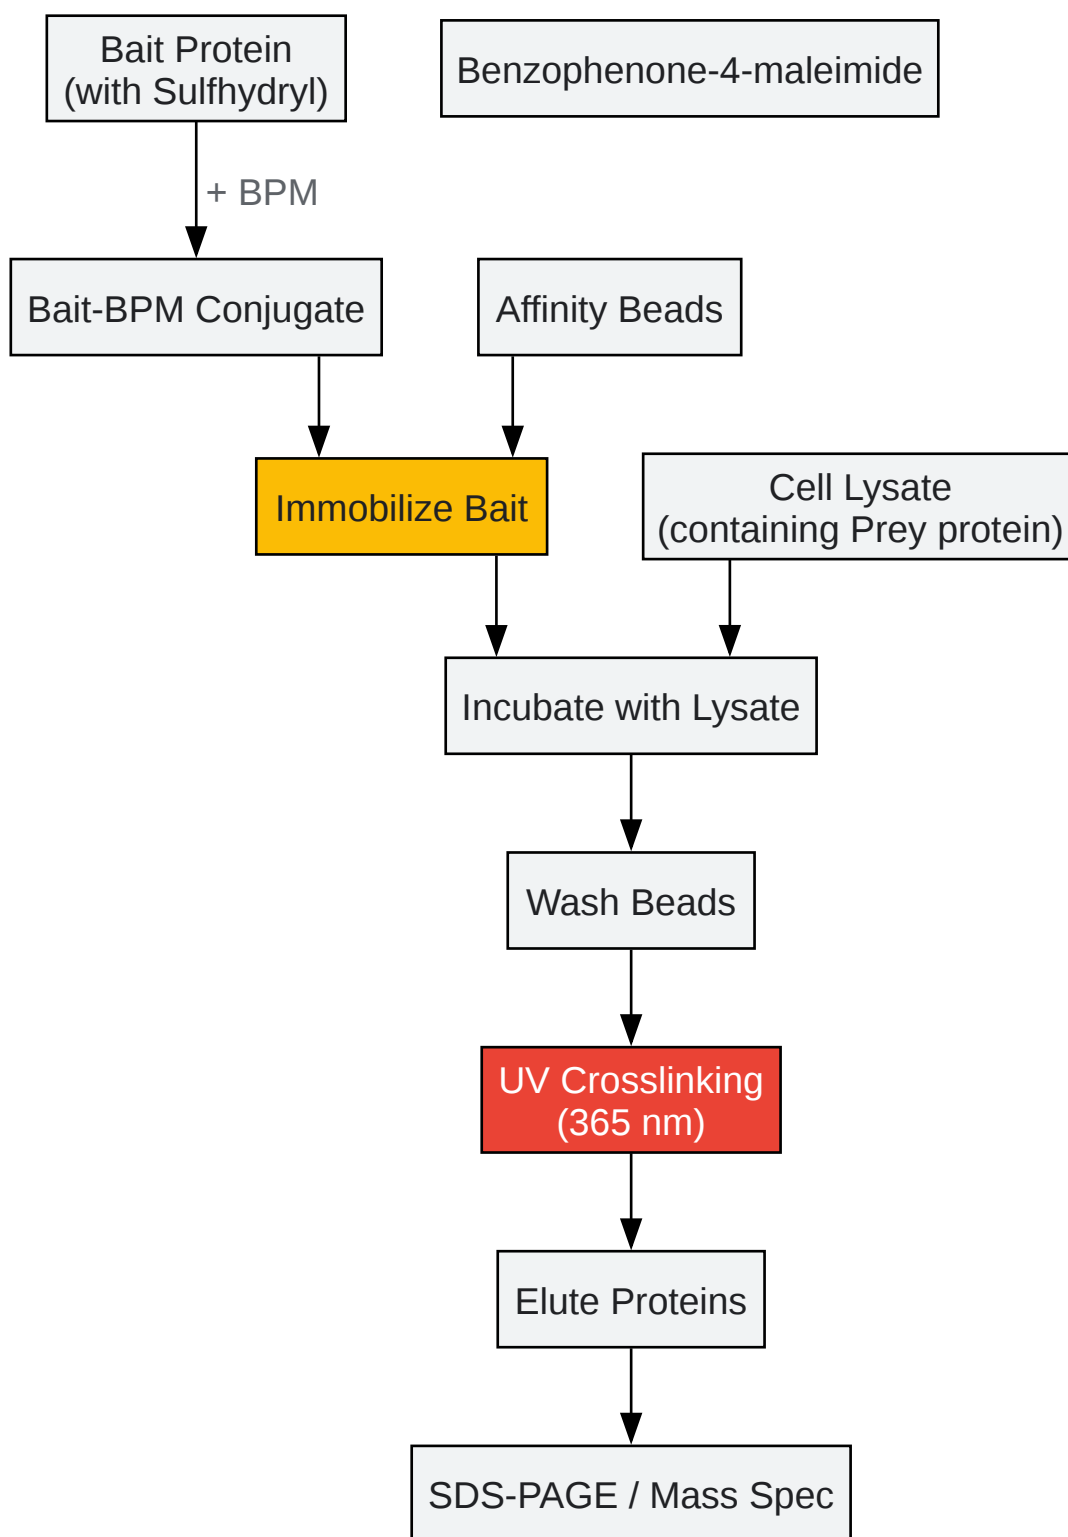 Bait Protein
(with Sulfhydryl)
Benzophenone-4-maleimide
+ BPM
Bait-BPM Conjugate
Affinity Beads
Immobilize Bait
Cell Lysate
(containing Prey protein)
Incubate with Lysate
Wash Beads
UV Crosslinking
(365 nm)
Elute Proteins
SDS-PAGE / Mass Spec